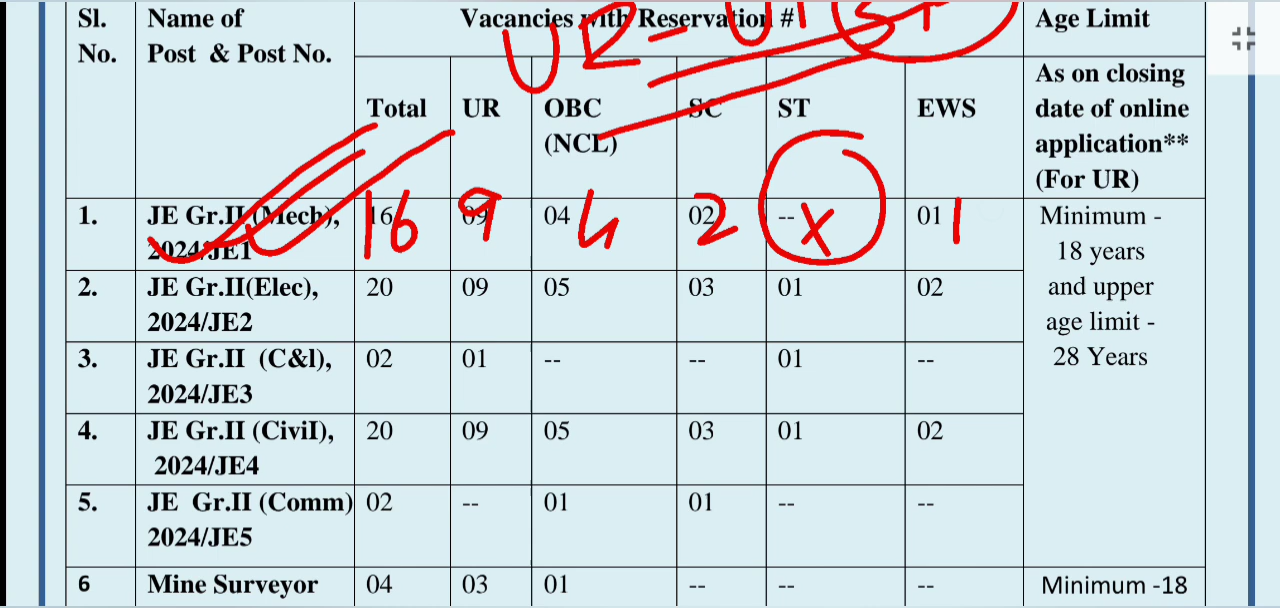 Sl. Name of Vacancies with Reservation # Age Limit
No. Post & Post No.
UR = U
Total UR OBC SC ST EWS As on closing
(NCL) date of online
application**
(For UR)
1. JE Gr.II (Mech), 16 09 04 02 -- 01 Minimum -
2024/JE1 18 years
16 9 4 2 X 1
2. JE Gr.II(Elec), 20 09 05 03 01 02 and upper
2024/JE2 age limit -
3. JE Gr.II (C&l), 02 01 -- -- 01 -- 28 Years
2024/JE3
4. JE Gr.II (CiviI), 20 09 05 03 01 02
2024/JE4
5. JE Gr.II (Comm) 02 -- 01 01 -- --
2024/JE5
6 Mine Surveyor 04 03 01 -- -- -- Minimum -18